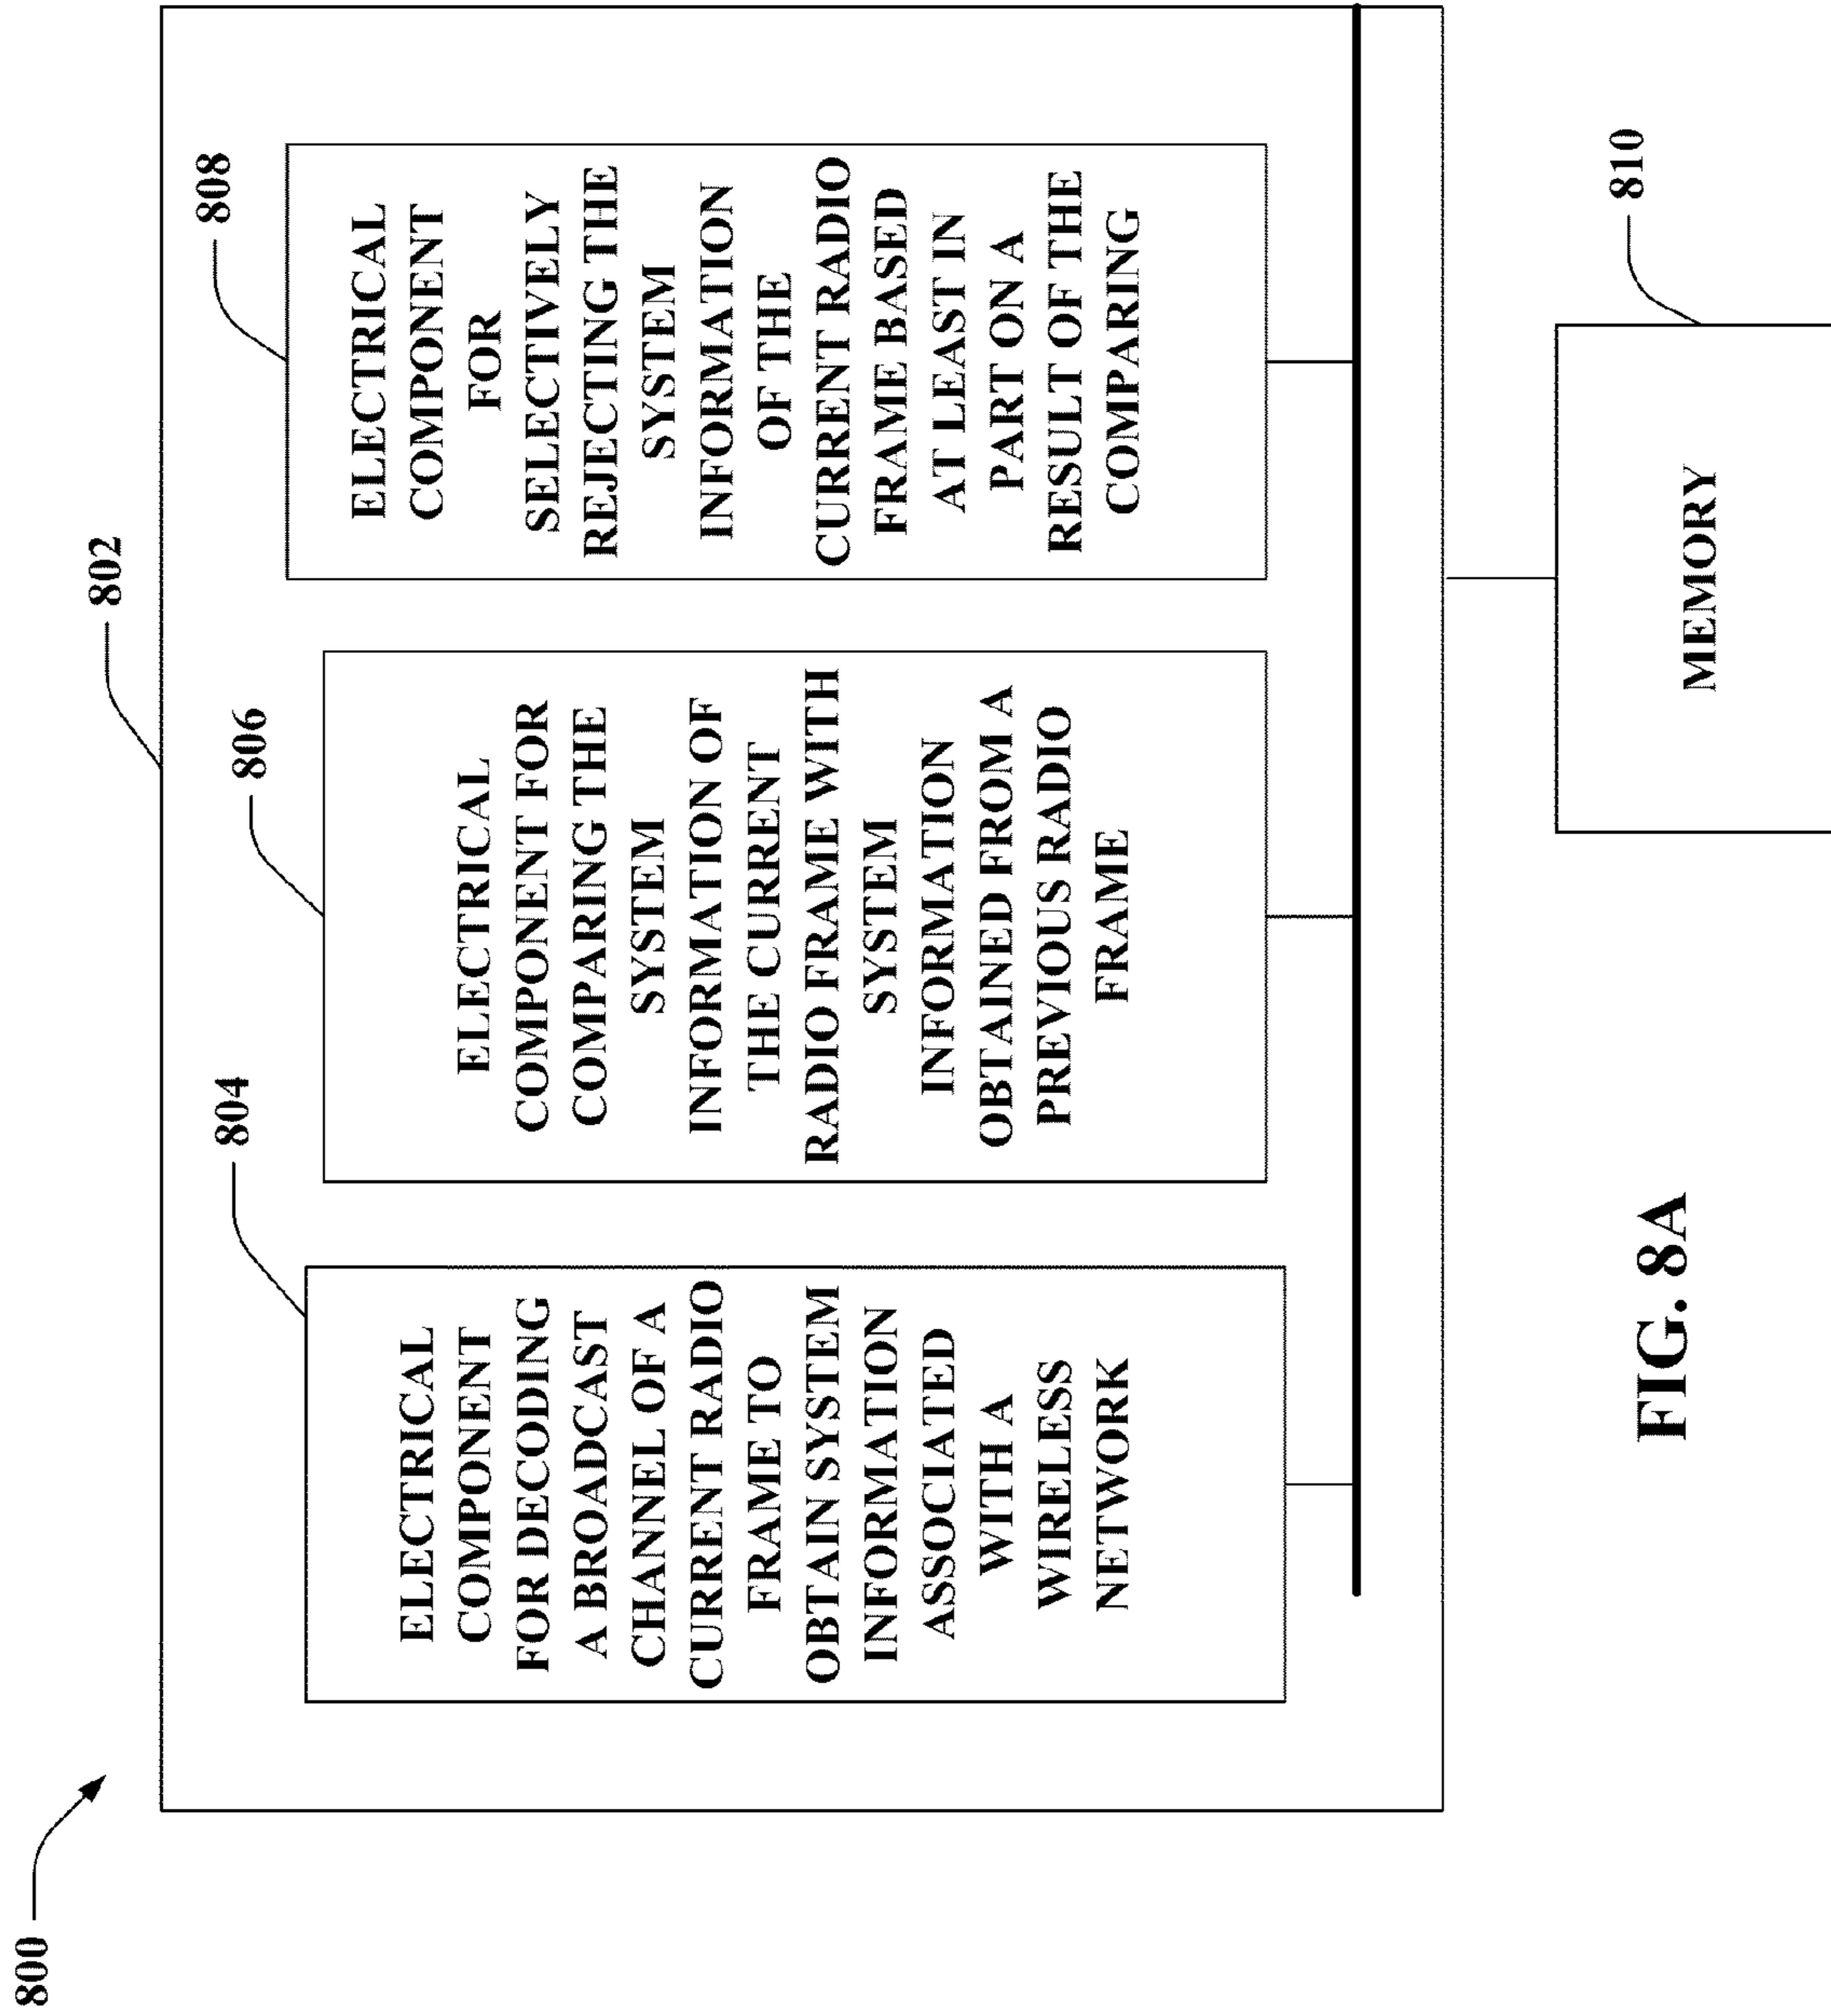 800
802
804
ELECTRICAL
COMPONENT
FOR DECODING
A BROADCAST
CHANNEL OF A
CURRENT RADIO
FRAME TO
OBTAIN SYSTEM
INFORMATION
ASSOCIATED
WITH A
WIRELESS
NETWORK
806
ELECTRICAL
COMPONENT FOR
COMPARING THE
SYSTEM
INFORMATION OF
THE CURRENT
RADIO FRAME WITH
SYSTEM
INFORMATION
OBTAINED FROM A
PREVIOUS RADIO
FRAME
808
ELECTRICAL
COMPONENT
FOR
SELECTIVELY
REJECTING THE
SYSTEM
INFORMATION
OF THE
CURRENT RADIO
FRAME BASED
AT LEAST IN
PART ON A
RESULT OF THE
COMPARING
810
MEMORY
FIG. 8A